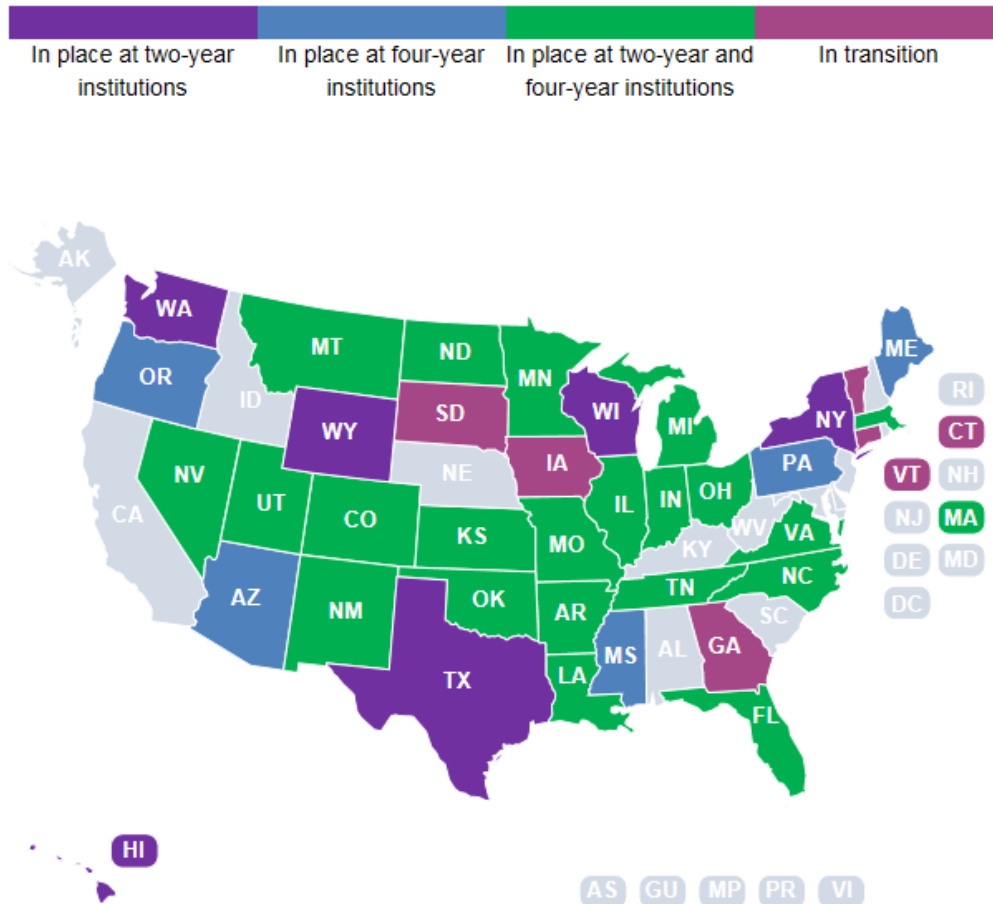 In place at two-year institutions
In place at four-year institutions
In place at two-year and four-year institutions
In transition
AK
WA
MT
ND
MN
ME
OR
ID
SD
WI
MI
NY
RI
WY
CT
IA
PA
NE
VT
NH
NV
UT
IL
IN
OH
CA
CO
NJ
MA
WV
VA
KS
MO
KY
DE
MD
NC
TN
AZ
NM
OK
AR
DC
SC
MS
AL
GA
TX
LA
FL
HI
AS
GU
MP
PR
VI